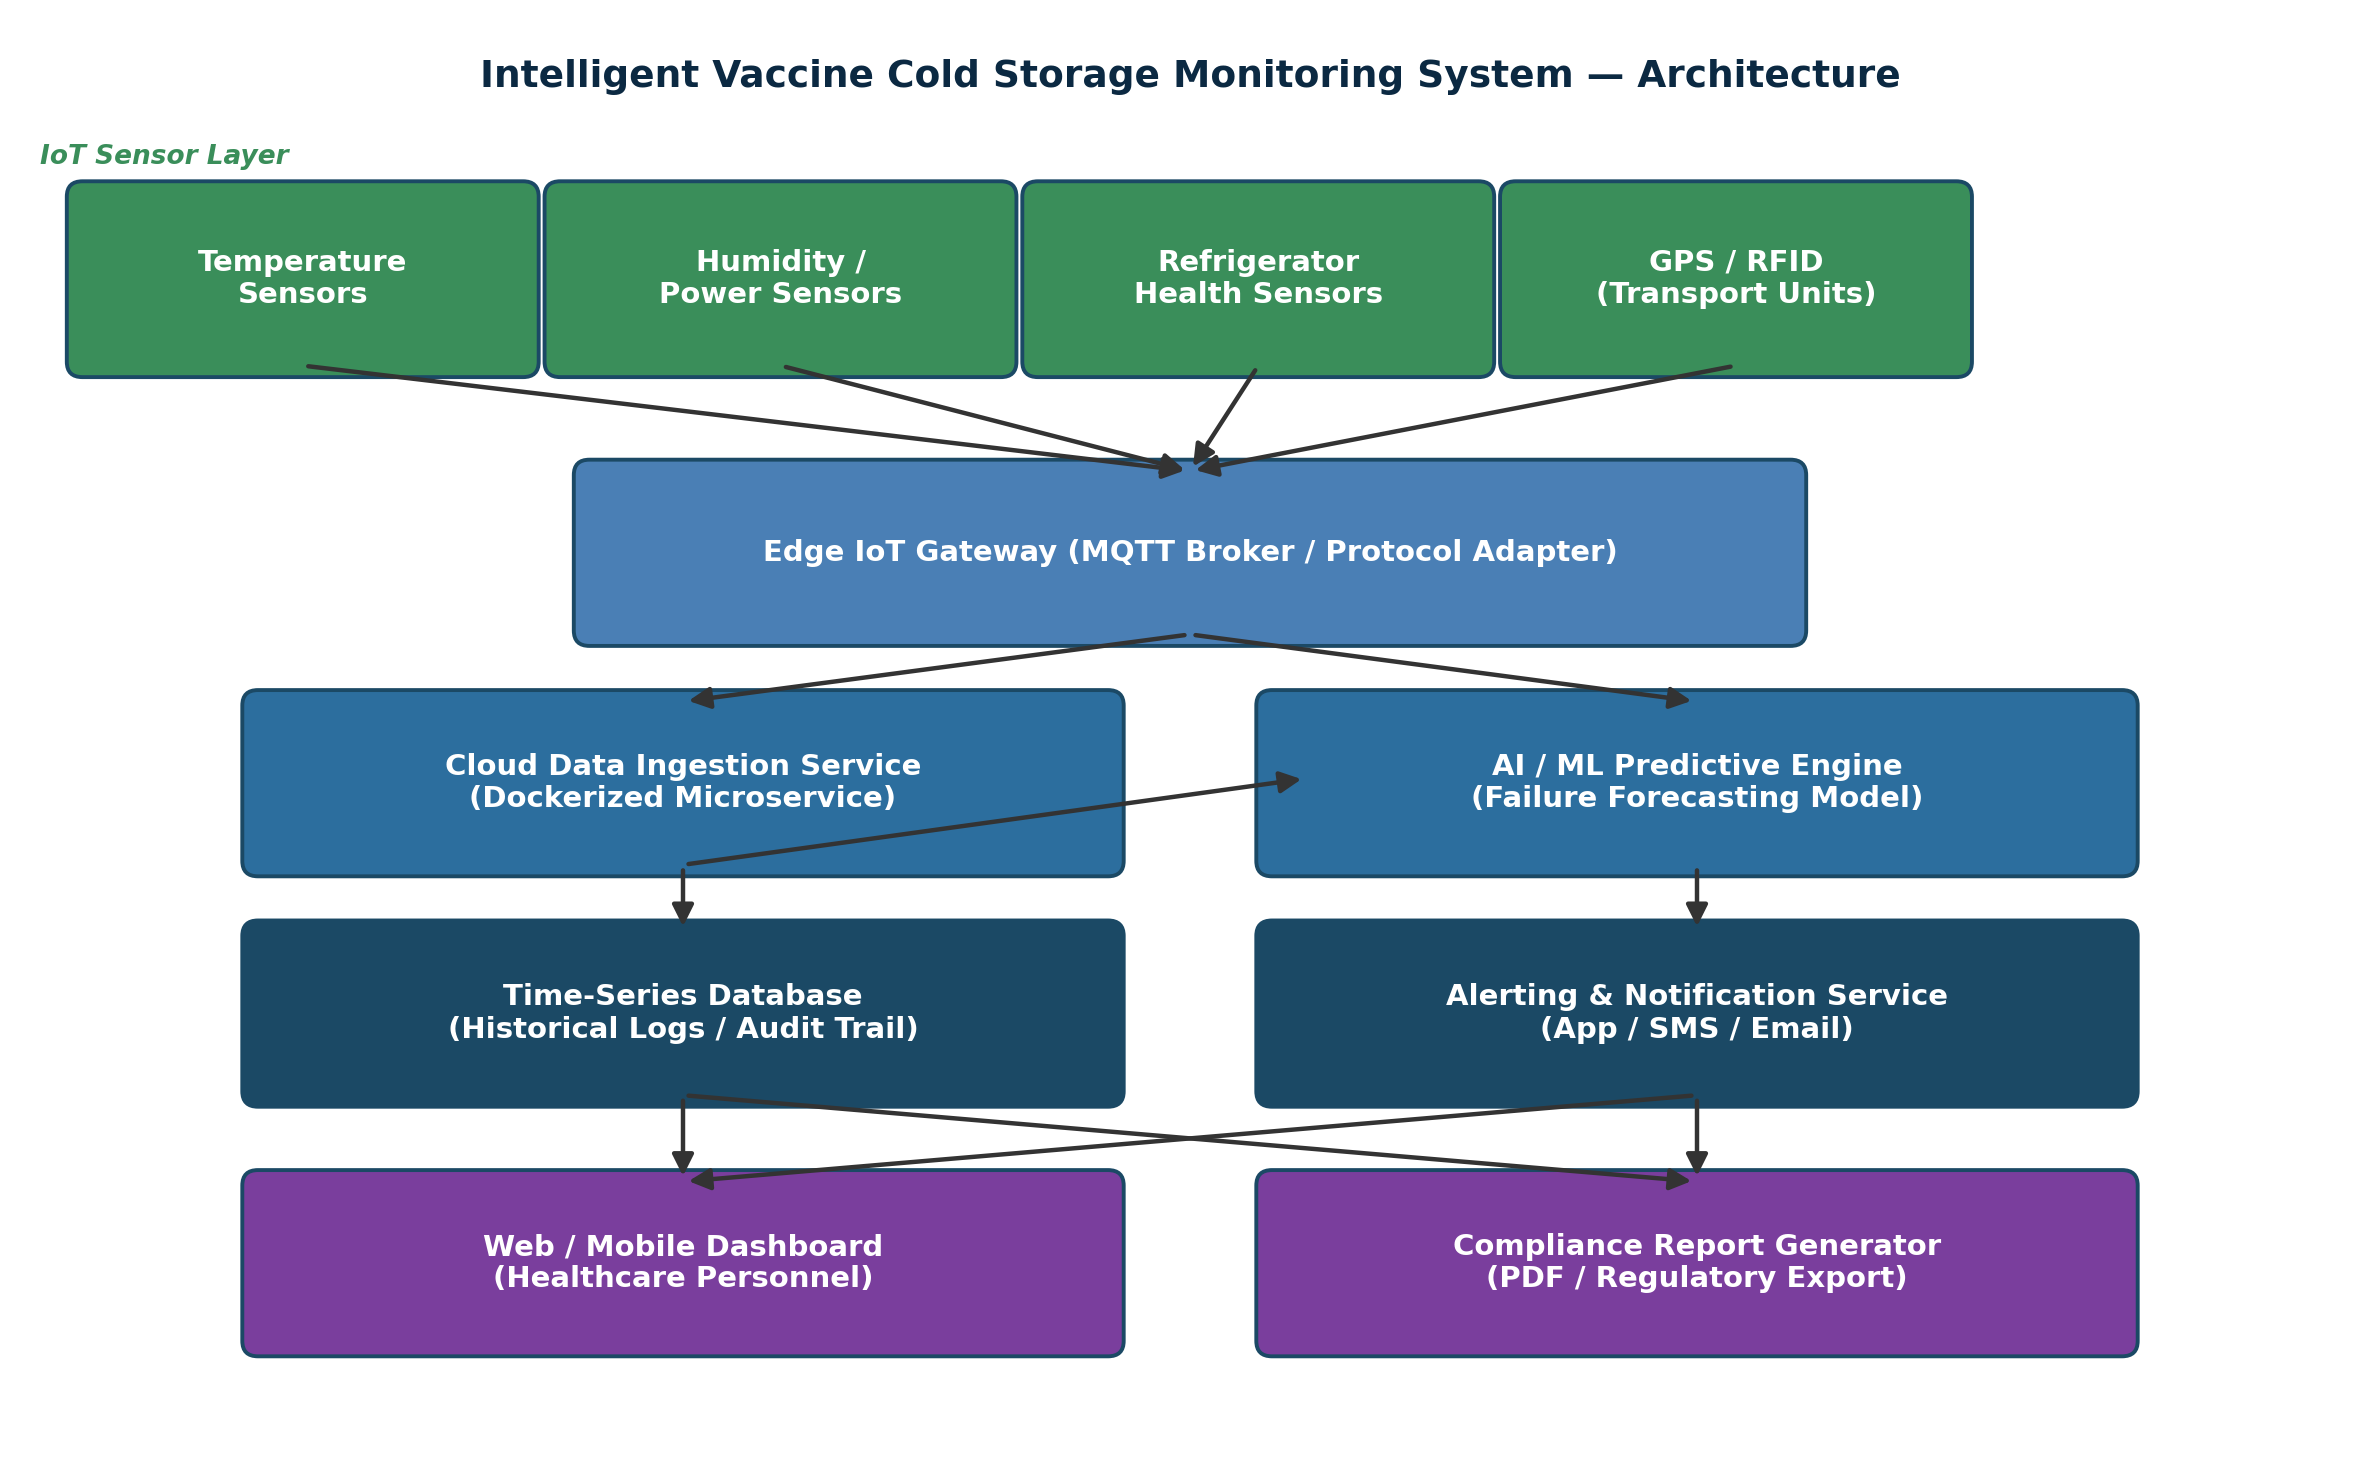 Intelligent Vaccine Cold Storage Monitoring System — Architecture
IoT Sensor Layer
Temperature
Sensors
Humidity /
Power Sensors
Refrigerator
Health Sensors
GPS / RFID
(Transport Units)
Edge IoT Gateway (MQTT Broker / Protocol Adapter)
Cloud Data Ingestion Service
(Dockerized Microservice)
AI / ML Predictive Engine
(Failure Forecasting Model)
Time-Series Database
(Historical Logs / Audit Trail)
Alerting & Notification Service
(App / SMS / Email)
Web / Mobile Dashboard
(Healthcare Personnel)
Compliance Report Generator
(PDF / Regulatory Export)